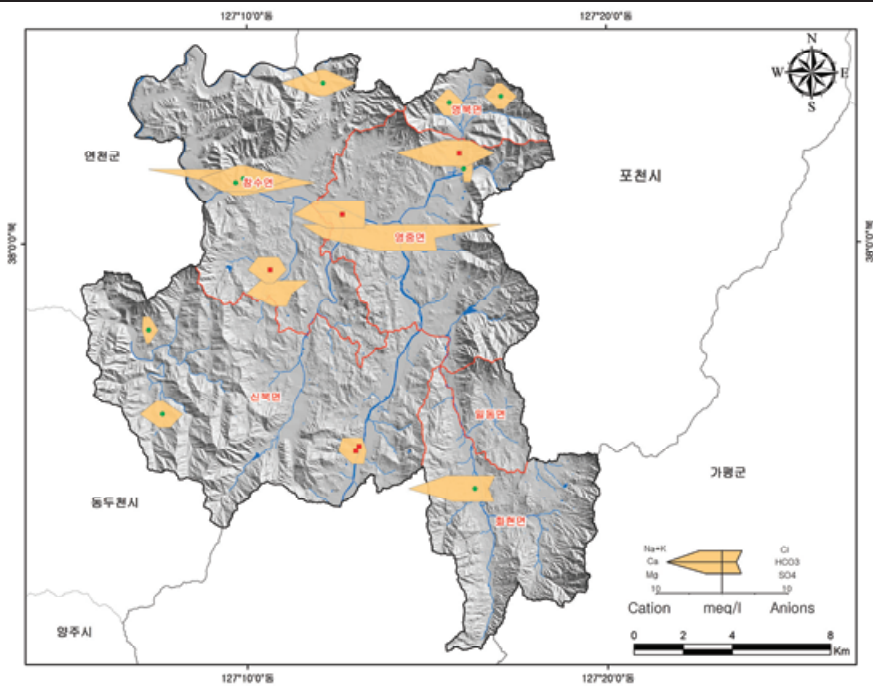 127°10'0"동 127°20'0"동
N
W E
S
영북면
연천군
포천시
창수면
38°0'0"북 38°0'0"북
영중면
신북면
일동면
가평군
동두천시
화현면
Na+K Cl
Ca HCO3
Mg SO4
10 10
Cation meq/l Anions
양주시
0 2 4 8
Km
127°10'0"동 127°20'0"동